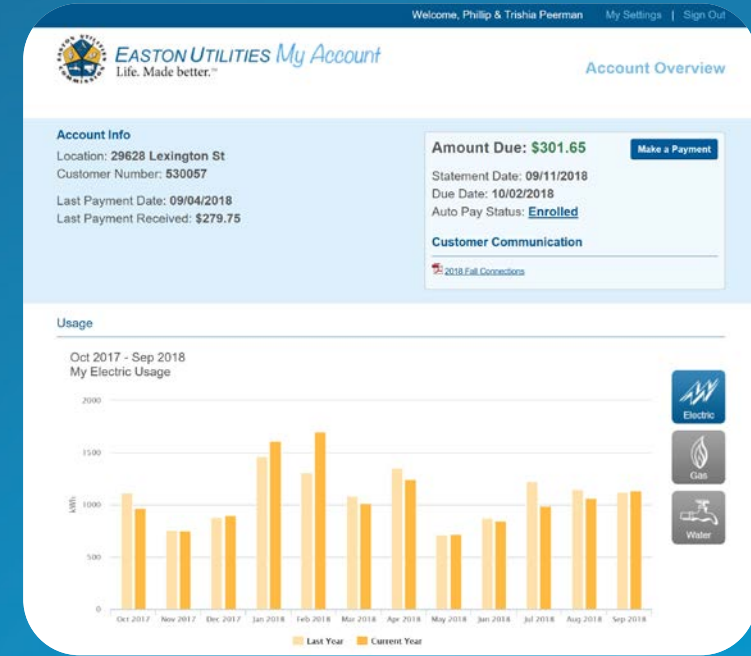 Welcome, Phillip & Trishia Peerman My Settings | Sign Out
EASTON UTILITIES COMMISSION
EASTON UTILITIES My Account
Life. Made better.™
Account Overview
Account Info
Location: 29628 Lexington St
Customer Number: 530057
Last Payment Date: 09/04/2018
Last Payment Received: $279.75
Amount Due: $301.65
Make a Payment
Statement Date: 09/11/2018
Due Date: 10/02/2018
Auto Pay Status: Enrolled
Customer Communication
2018 Fall Connections
Usage
Oct 2017 - Sep 2018
My Electric Usage
2000
1500
1000
500
0
kWh
Oct 2017 Nov 2017 Dec 2017 Jan 2018 Feb 2018 Mar 2018 Apr 2018 May 2018 Jun 2018 Jul 2018 Aug 2018 Sep 2018
Last Year Current Year
Electric
Gas
Water